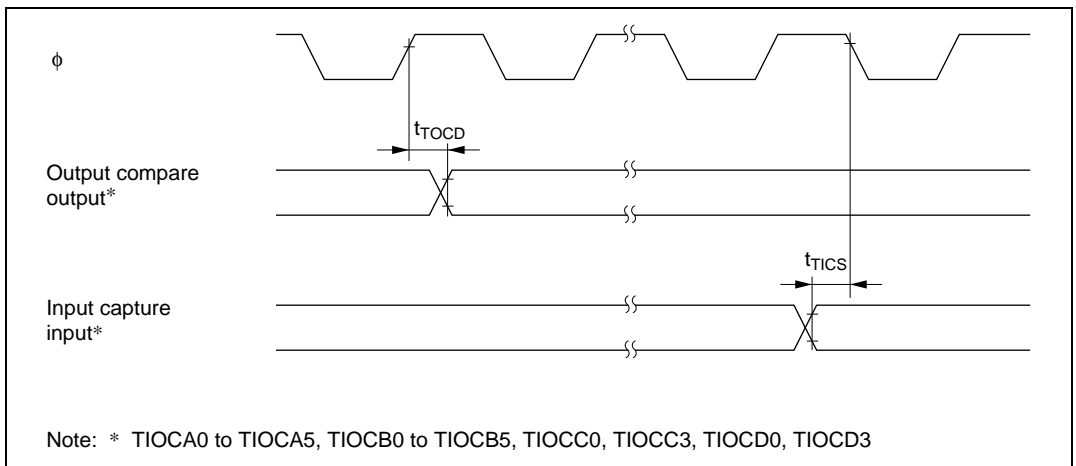 ϕ
tTOCD
Output compare
output*
tTICS
Input capture
input*
Note: * TIOCA0 to TIOCA5, TIOCB0 to TIOCB5, TIOCC0, TIOCC3, TIOCD0, TIOCD3